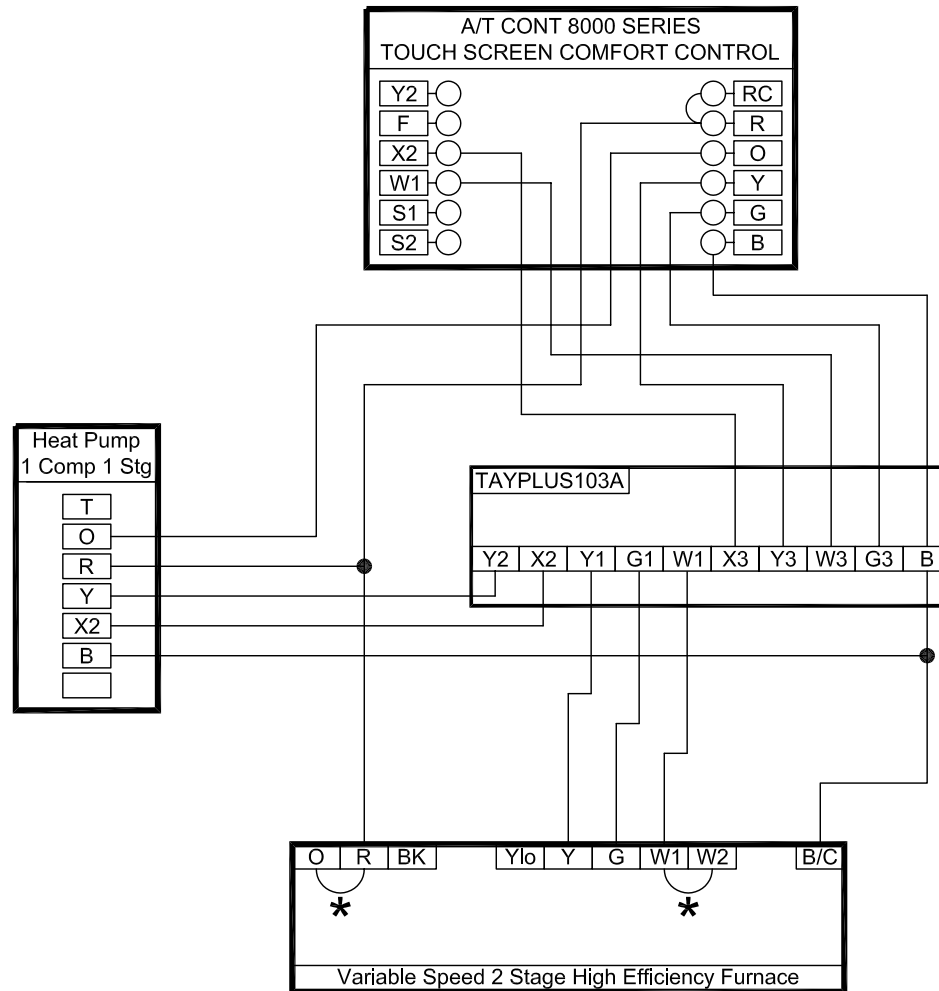 A/T CONT 8000 SERIES
TOUCH SCREEN COMFORT CONTROL
Y2
F
X2
W1
S1
S2
RC
R
O
Y
G
B
Heat Pump
1 Comp 1 Stg
T
O
R
Y
X2
B
TAYPLUS103A
Y2 X2 Y1 G1 W1 X3 Y3 W3 G3 B
O R BK Ylo Y G W1 W2 B/C
* *
Variable Speed 2 Stage High Efficiency Furnace